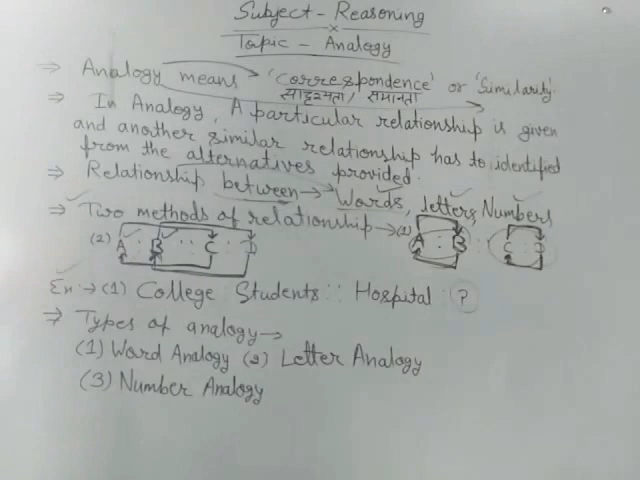 Subject - Reasoning
×
Topic - Analogy
⇒ Analogy means → 'Correspondence' or 'Similarity'
सादृश्यता / समानता
⇒ In Analogy, A particular relationship is given
and another similar relationship has to identified
from the alternatives provided.
⇒ Relationship between → Words, letters, Numbers
⇒ Two methods of relationship → (1) A : B :: C : D
(2) A : B :: C : D
Ex :→ (1) College : Students :: Hospital : ?
⇒ Types of analogy →
(1) Word Analogy (2) Letter Analogy
(3) Number Analogy